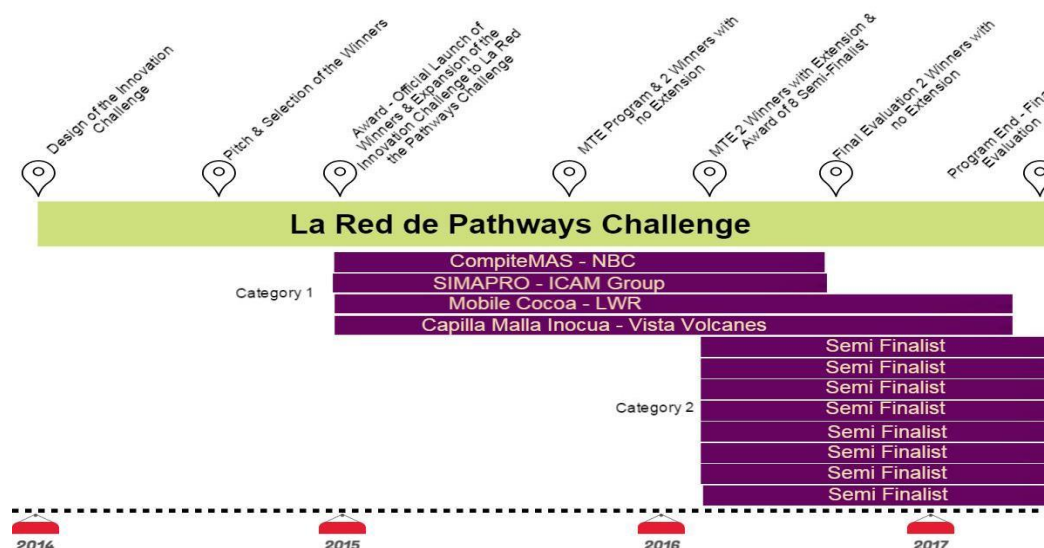 Design of the Innovation
Challenge
Pitch & Selection of the Winners
Award - Official Launch of
Winners & Expansion of the
Innovation Challenge to La Red
the Pathways Challenge
MTE Program & 2 Winners with
no Extension
MTE 2 Winners with Extension &
Award of 8 Semi-Finalist
Final Evaluation 2 Winners with
no Extension
Program End -
Evaluation
La Red de Pathways Challenge
CompiteMAS - NBC
Category 1
SIMAPRO - ICAM Group
Mobile Cocoa - LWR
Capilla Malla Inocua - Vista Volcanes
Semi Finalist
Semi Finalist
Semi Finalist
Category 2
Semi Finalist
Semi Finalist
Semi Finalist
Semi Finalist
Semi Finalist
2014
2015
2016
2017